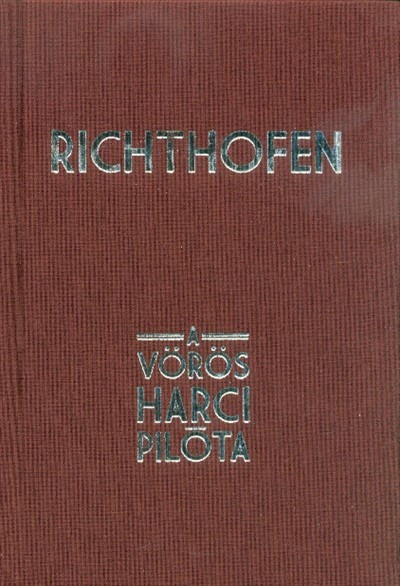 RICHTHOFEN
A
VÖRÖS
HARCI
PILÓTA